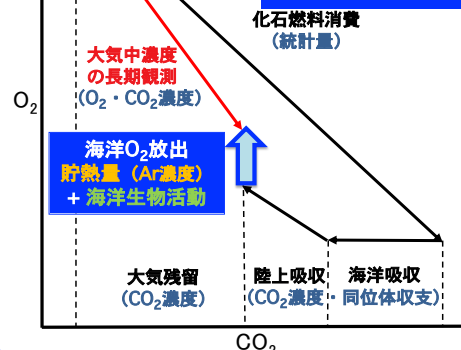 化石燃料消費
（統計量）
大気中濃度
の長期観測
（O₂・CO₂濃度）
O₂
海洋O₂放出
貯熱量（Ar濃度）
+ 海洋生物活動
大気残留
（CO₂濃度）
陸上吸収
海洋吸収
（CO₂濃度・同位体収支）
CO₂